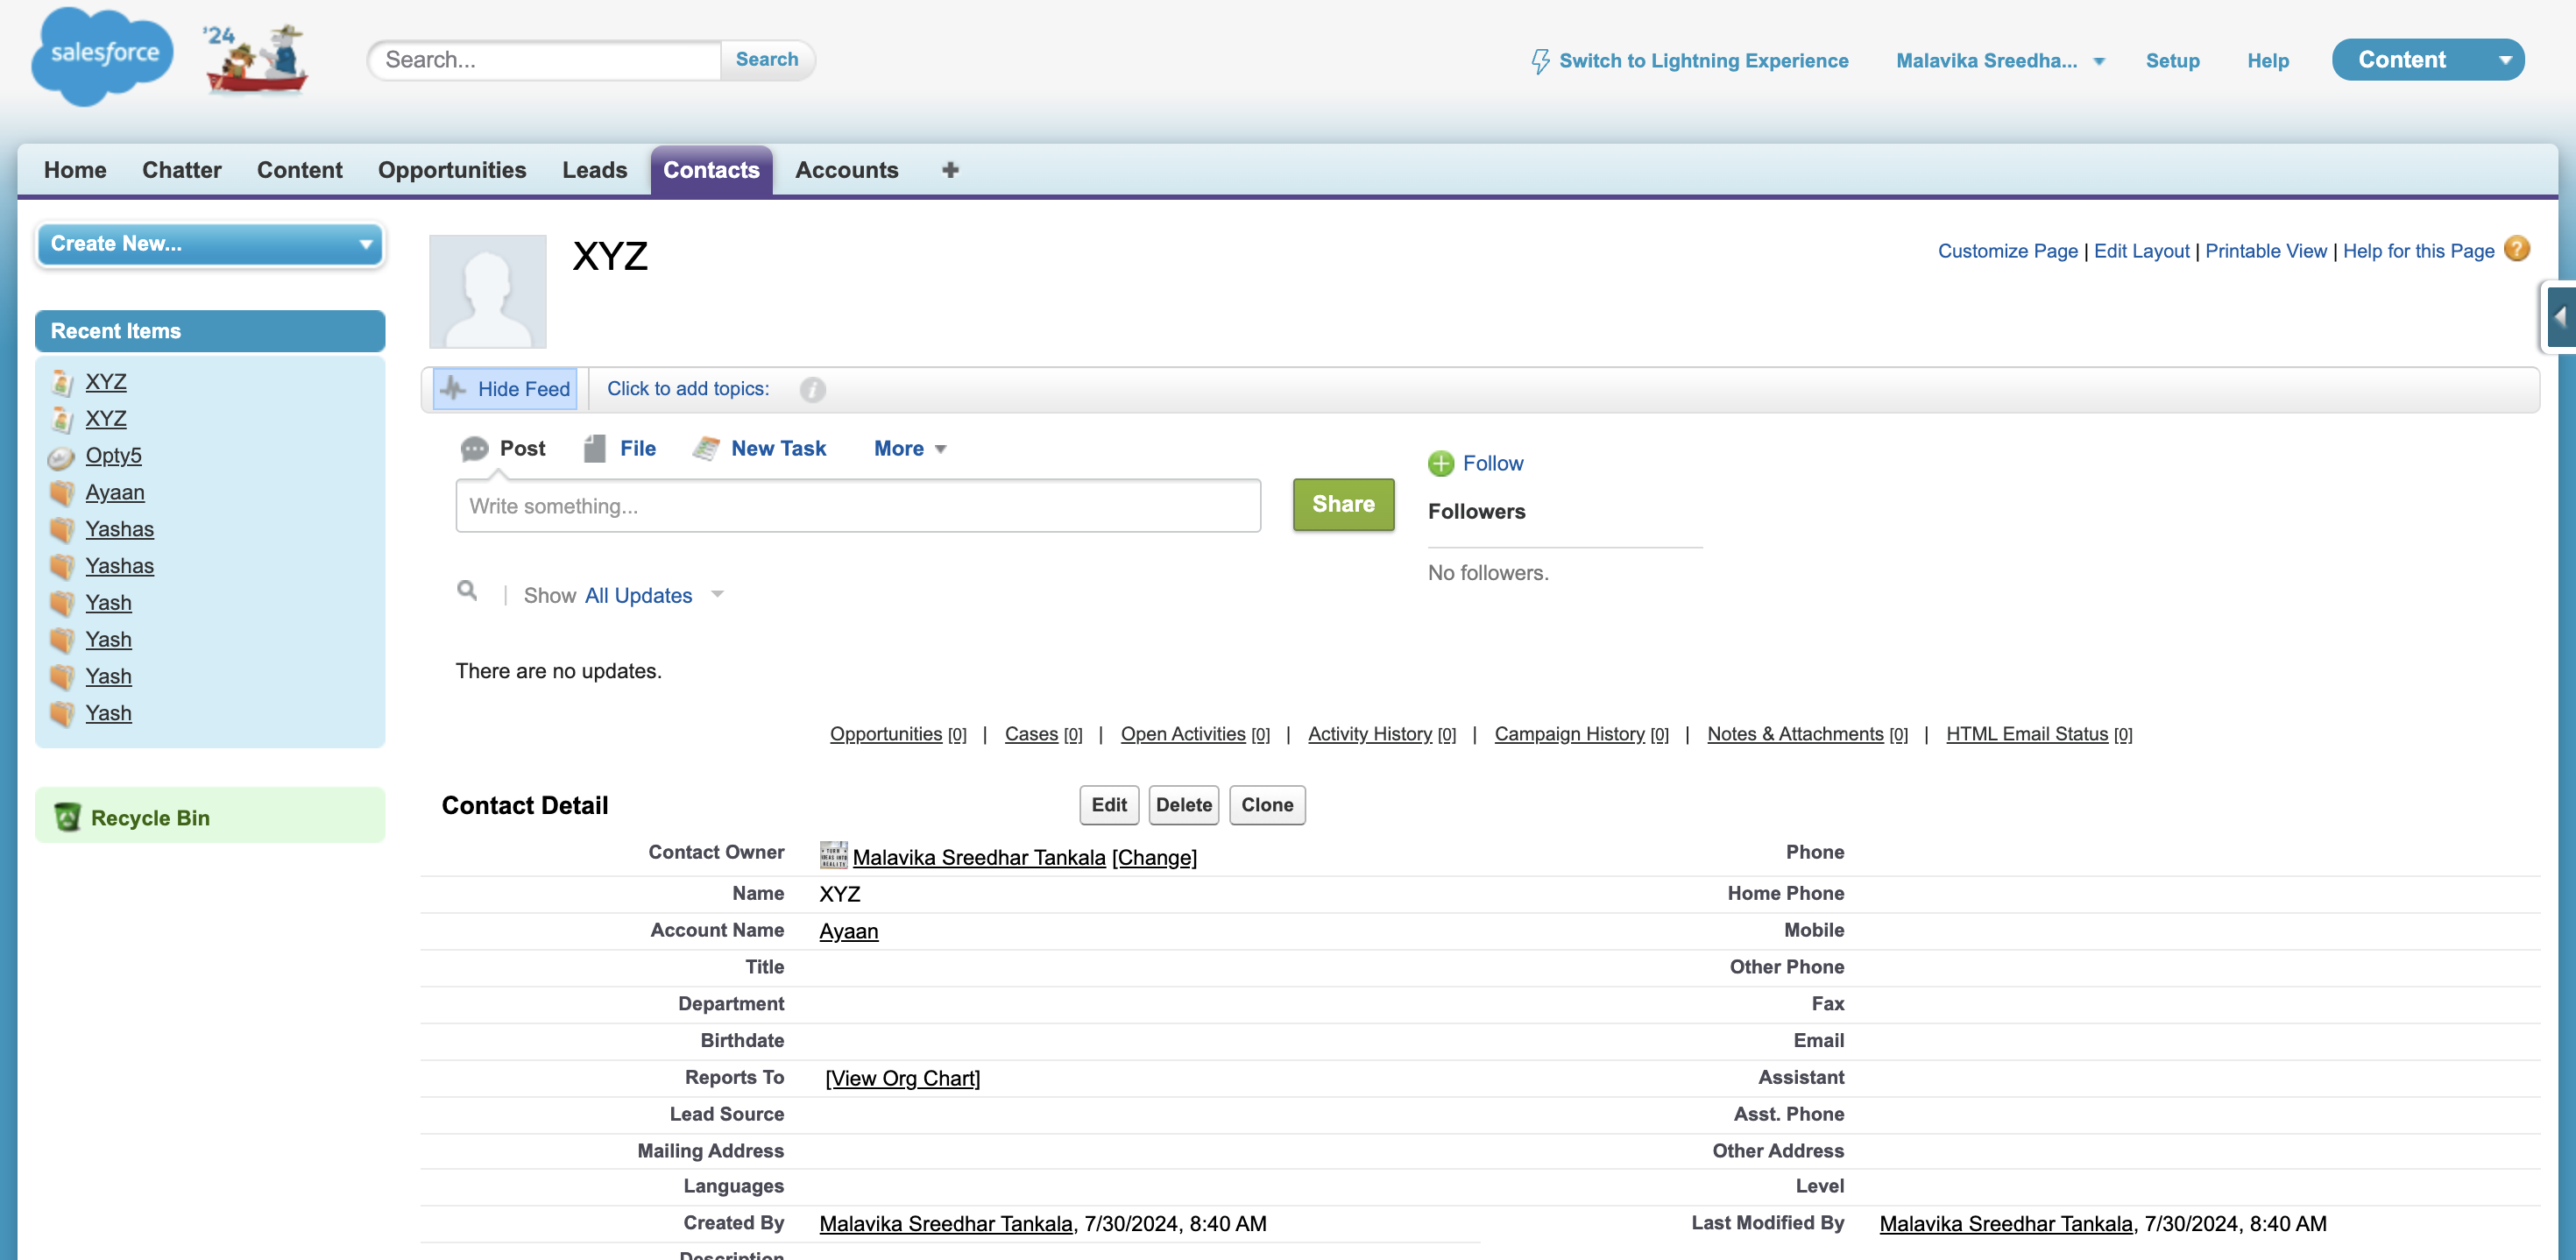 salesforce
'24
Search...
Search
Switch to Lightning Experience
Malavika Sreedha...
Setup
Help
Content
Home
Chatter
Content
Opportunities
Leads
Contacts
Accounts
Create New...
Recent Items
XYZ
XYZ
Opty5
Ayaan
Yashas
Yashas
Yash
Yash
Yash
Yash
Recycle Bin
XYZ
Customize Page | Edit Layout | Printable View | Help for this Page ?
Hide Feed
Click to add topics:
Post
File
New Task
More
Write something...
Share
Follow
Followers
No followers.
Show All Updates
There are no updates.
Opportunities [0] | Cases [0] | Open Activities [0] | Activity History [0] | Campaign History [0] | Notes & Attachments [0] | HTML Email Status [0]
Contact Detail
Edit
Delete
Clone
Contact Owner Malavika Sreedhar Tankala [Change] Phone
Name XYZ Home Phone
Account Name Ayaan Mobile
Title Other Phone
Department Fax
Birthdate Email
Reports To [View Org Chart] Assistant
Lead Source Asst. Phone
Mailing Address Other Address
Languages Level
Created By Malavika Sreedhar Tankala, 7/30/2024, 8:40 AM Last Modified By Malavika Sreedhar Tankala, 7/30/2024, 8:40 AM
Description